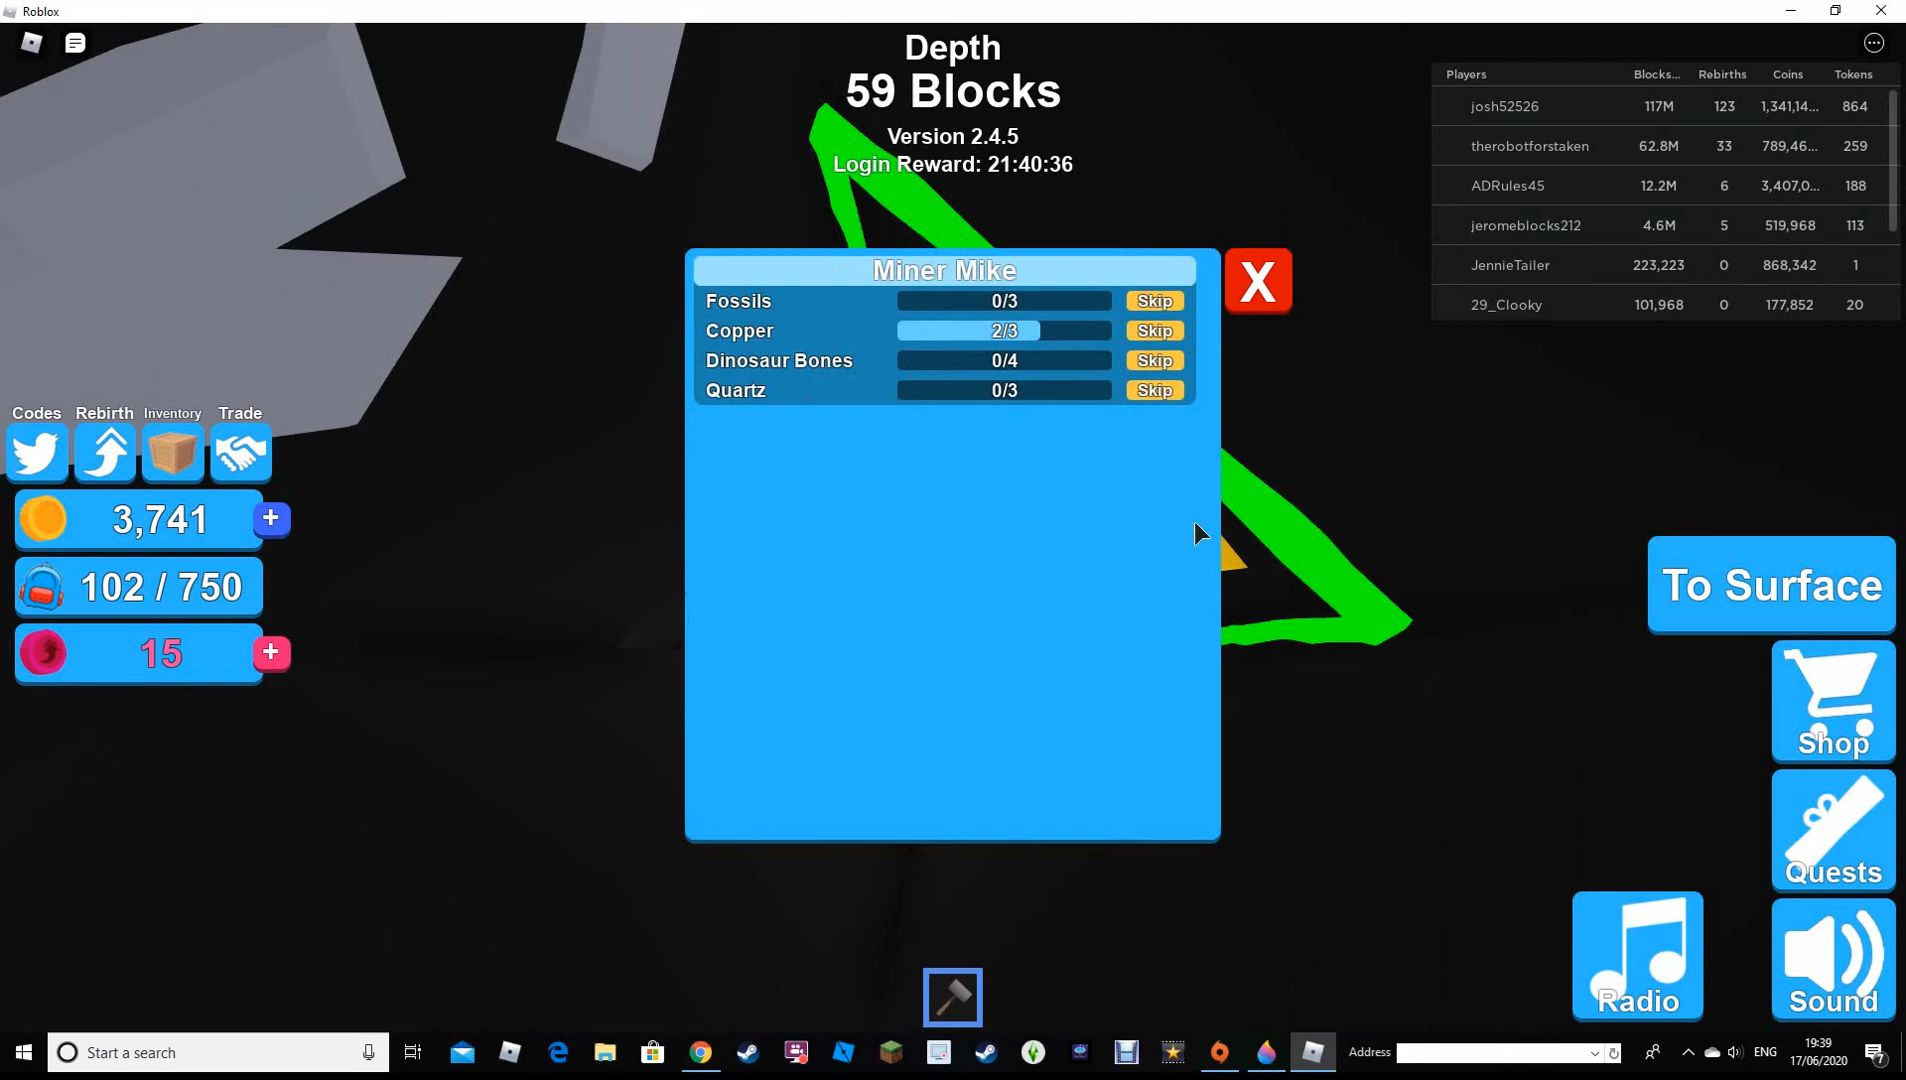 Roblox
Depth
59 Blocks
Version 2.4.5
Login Reward: 21:40:36
Players Blocks... Rebirths Coins Tokens
josh52526 117M 123 1,341,14... 864
therobotforstaken 62.8M 33 789,46... 259
ADRules45 12.2M 6 3,407,0... 188
jeromeblocks212 4.6M 5 519,968 113
JennieTailer 223,223 0 868,342 1
29_Clooky 101,968 0 177,852 20
Miner Mike
X
Fossils 0/3 Skip
Copper 2/3 Skip
Dinosaur Bones 0/4 Skip
Quartz 0/3 Skip
Codes Rebirth Inventory Trade
3,741 +
102 / 750
15 +
To Surface
Shop
Quests
Radio
Sound
Start a search
Address
ENG
19:39
17/06/2020
7